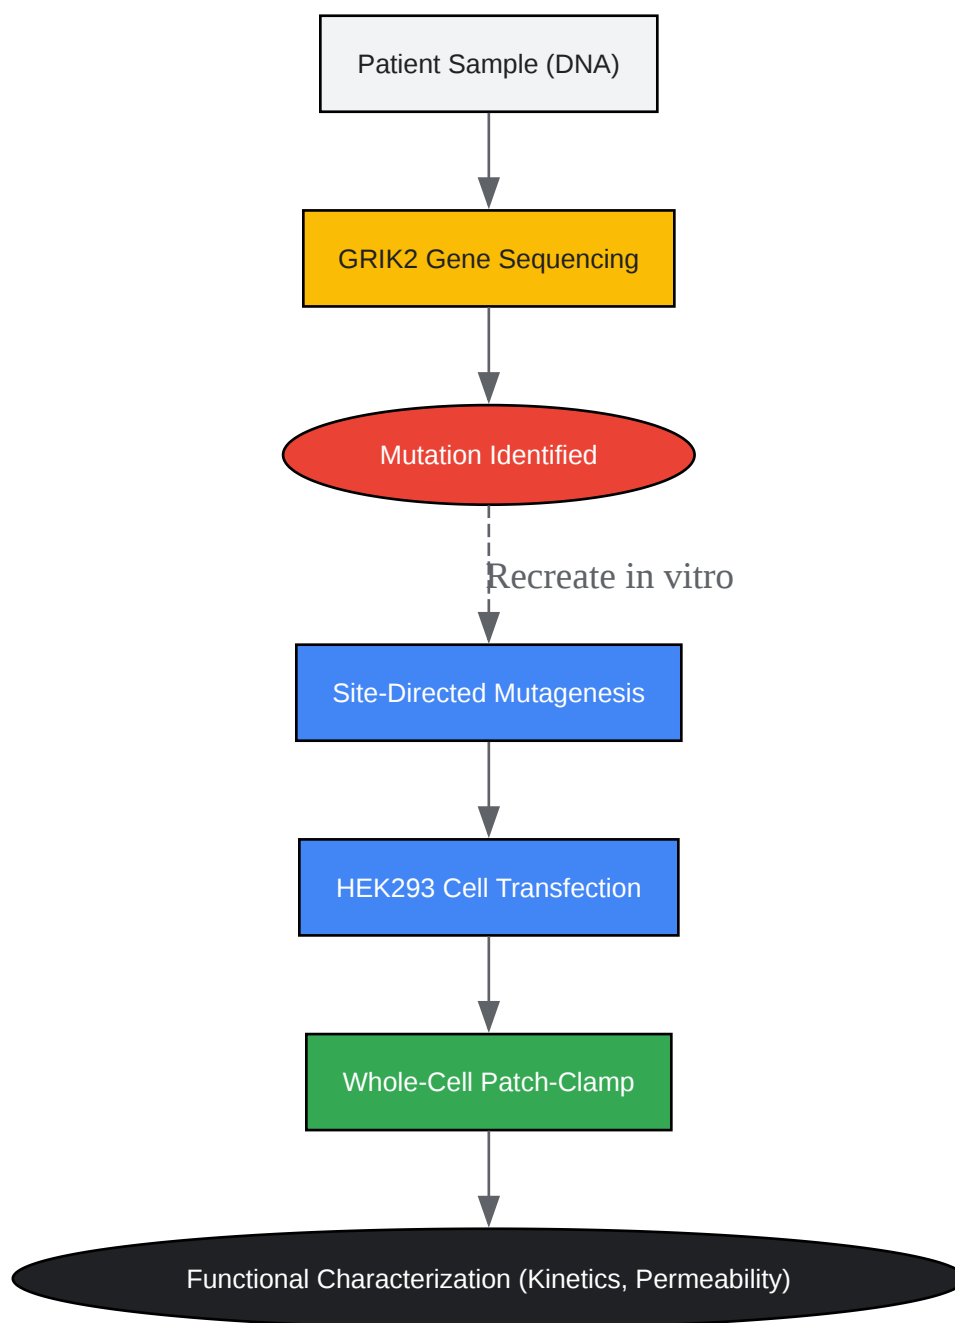 Patient Sample (DNA)
GRIK2 Gene Sequencing
Mutation Identified
Recreate in vitro
Site-Directed Mutagenesis
HEK293 Cell Transfection
Whole-Cell Patch-Clamp
Functional Characterization (Kinetics, Permeability)